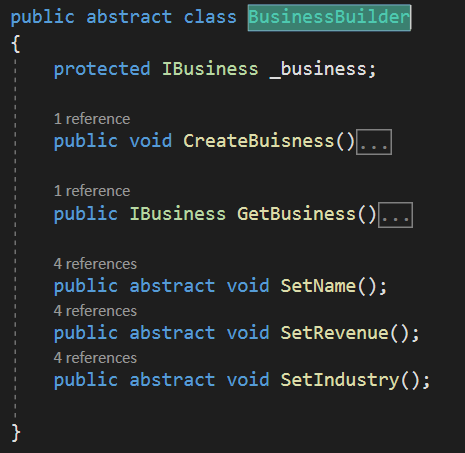 public abstract class BusinessBuilder
{
protected IBusiness _business;
1 reference
public void CreateBuisness()...
1 reference
public IBusiness GetBusiness()...
4 references
public abstract void SetName();
4 references
public abstract void SetRevenue();
4 references
public abstract void SetIndustry();
}